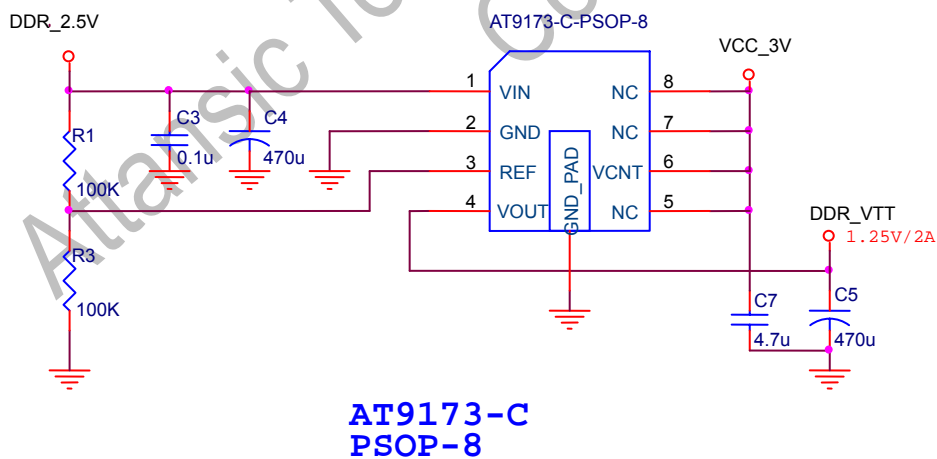 DDR_2.5V
AT9173-C-PSOP-8
VCC_3V
1 VIN NC 8
2 GND NC 7
3 REF VCNT 6
4 VOUT NC 5
GND_PAD
R1
100K
C3
0.1u
C4
470u
R3
100K
DDR_VTT
1.25V/2A
C7
4.7u
C5
470u
Attansic
AT9173-C
PSOP-8